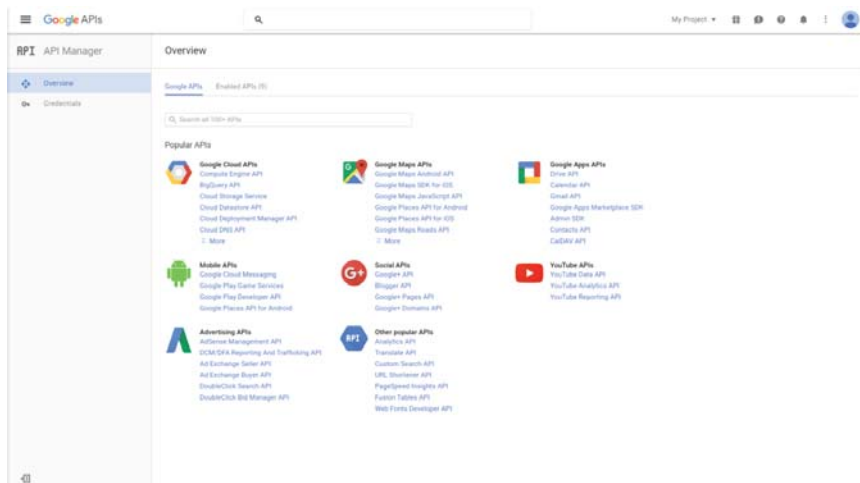 Google APIs
My Project
API Manager
Overview
Overview
Credentials
Google APIs
Enabled APIs (9)
Search all 100+ APIs
Popular APIs
Google Cloud APIs
Compute Engine API
BigQuery API
Cloud Storage Service
Cloud Datastore API
Cloud Deployment Manager API
Cloud DNS API
More
Google Maps APIs
Google Maps Android API
Google Maps SDK for iOS
Google Maps JavaScript API
Google Places API for Android
Google Places API for iOS
Google Maps Roads API
More
Google Apps APIs
Drive API
Calendar API
Gmail API
Google Apps Marketplace SDK
Admin SDK
Contacts API
CalDAV API
Mobile APIs
Google Cloud Messaging
Google Play Game Services
Google Play Developer API
Google Places API for Android
Social APIs
Google+ API
Blogger API
Google+ Pages API
Google+ Domains API
YouTube APIs
YouTube Data API
YouTube Analytics API
YouTube Reporting API
Advertising APIs
AdSense Management API
DCM/DFA Reporting And Trafficking API
Ad Exchange Seller API
Ad Exchange Buyer API
DoubleClick Search API
DoubleClick Bid Manager API
Other popular APIs
Analytics API
Translate API
Custom Search API
URL Shortener API
PageSpeed Insights API
Fusion Tables API
Web Fonts Developer API